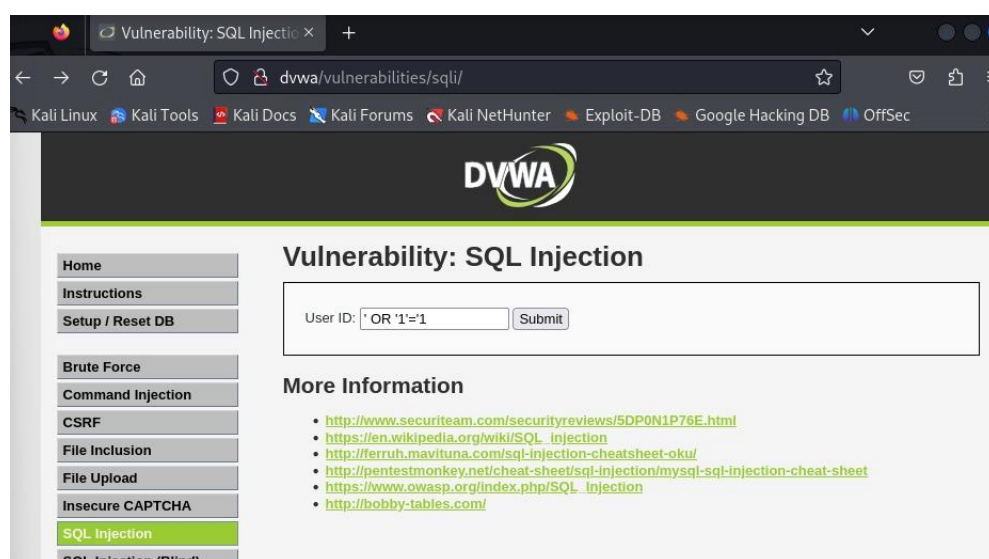 Vulnerability: SQL Injectio
dvwa/vulnerabilities/sqli/
Kali Linux Kali Tools Kali Docs Kali Forums Kali NetHunter Exploit-DB Google Hacking DB OffSec
DVWA
Home
Instructions
Setup / Reset DB
Brute Force
Command Injection
CSRF
File Inclusion
File Upload
Insecure CAPTCHA
SQL Injection
SQL Injection (Blind)
Vulnerability: SQL Injection
User ID: ' OR '1'='1 Submit
More Information
http://www.securiteam.com/securityreviews/5DP0N1P76E.html
https://en.wikipedia.org/wiki/SQL_injection
http://ferruh.mavituna.com/sql-injection-cheatsheet-oku/
http://pentestmonkey.net/cheat-sheet/sql-injection/mysql-sql-injection-cheat-sheet
https://www.owasp.org/index.php/SQL_Injection
http://bobby-tables.com/